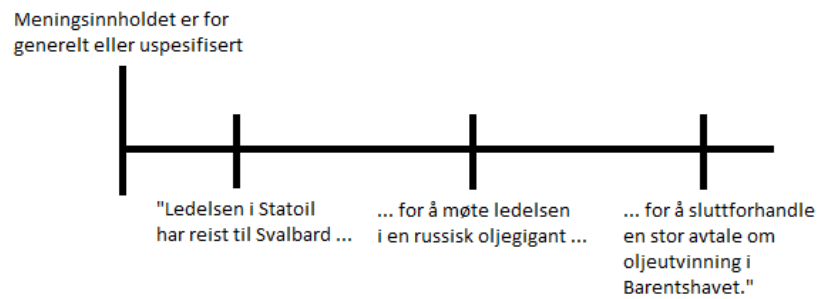 Meningsinnholdet er for
generelt eller uspesifisert
"Ledelsen i Statoil
har reist til Svalbard ...
... for å møte ledelsen
i en russisk oljegigant ...
... for å sluttforhandle
en stor avtale om
oljeutvinning i
Barentshavet."